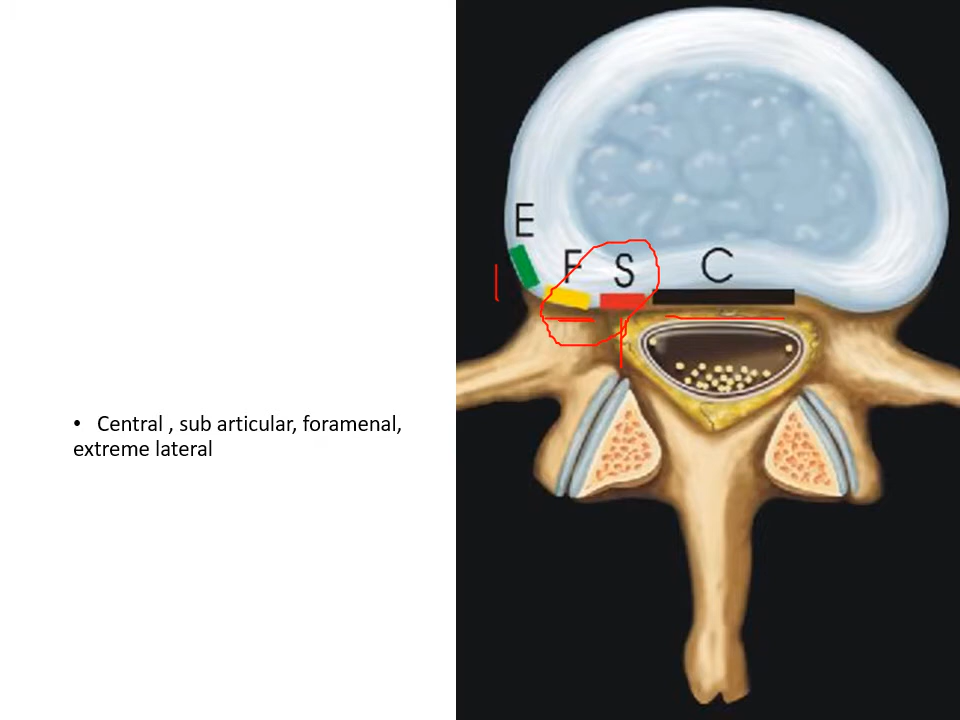 • Central , sub articular, foramenal,
extreme lateral
E
F
S
C